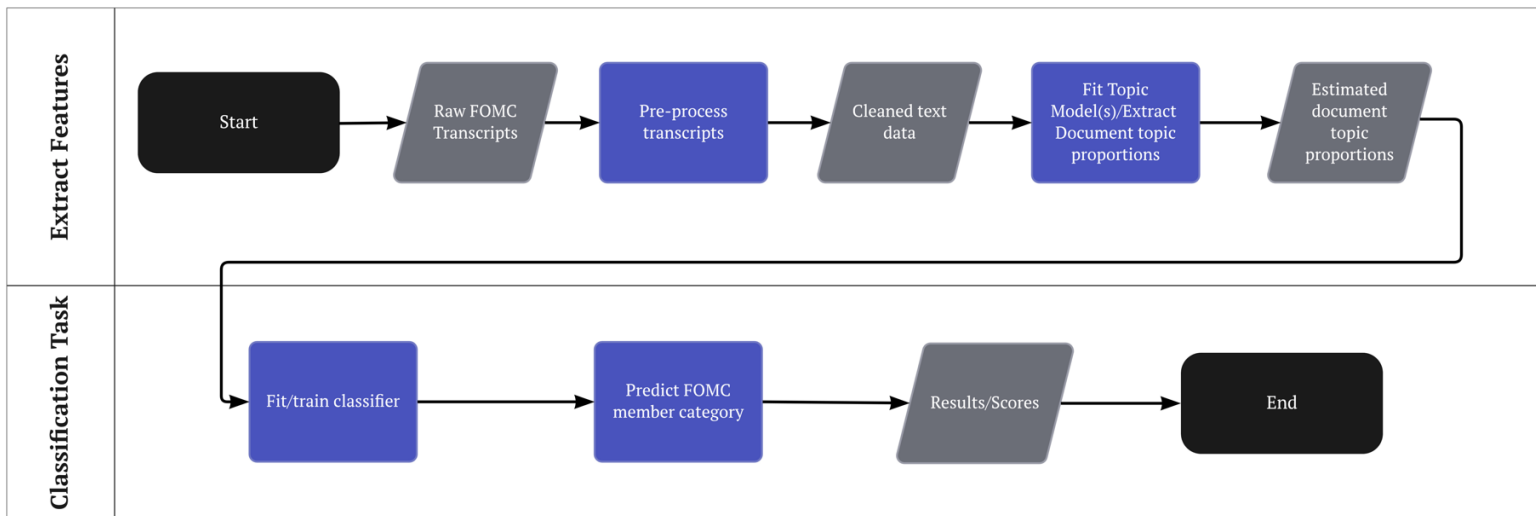 Extract Features
Start
Raw FOMC
Transcripts
Pre-process
transcripts
Cleaned text
data
Fit Topic
Model(s)/Extract
Document topic
proportions
Estimated
document
topic
proportions
Classification Task
Fit/train classifier
Predict FOMC
member category
Results/Scores
End